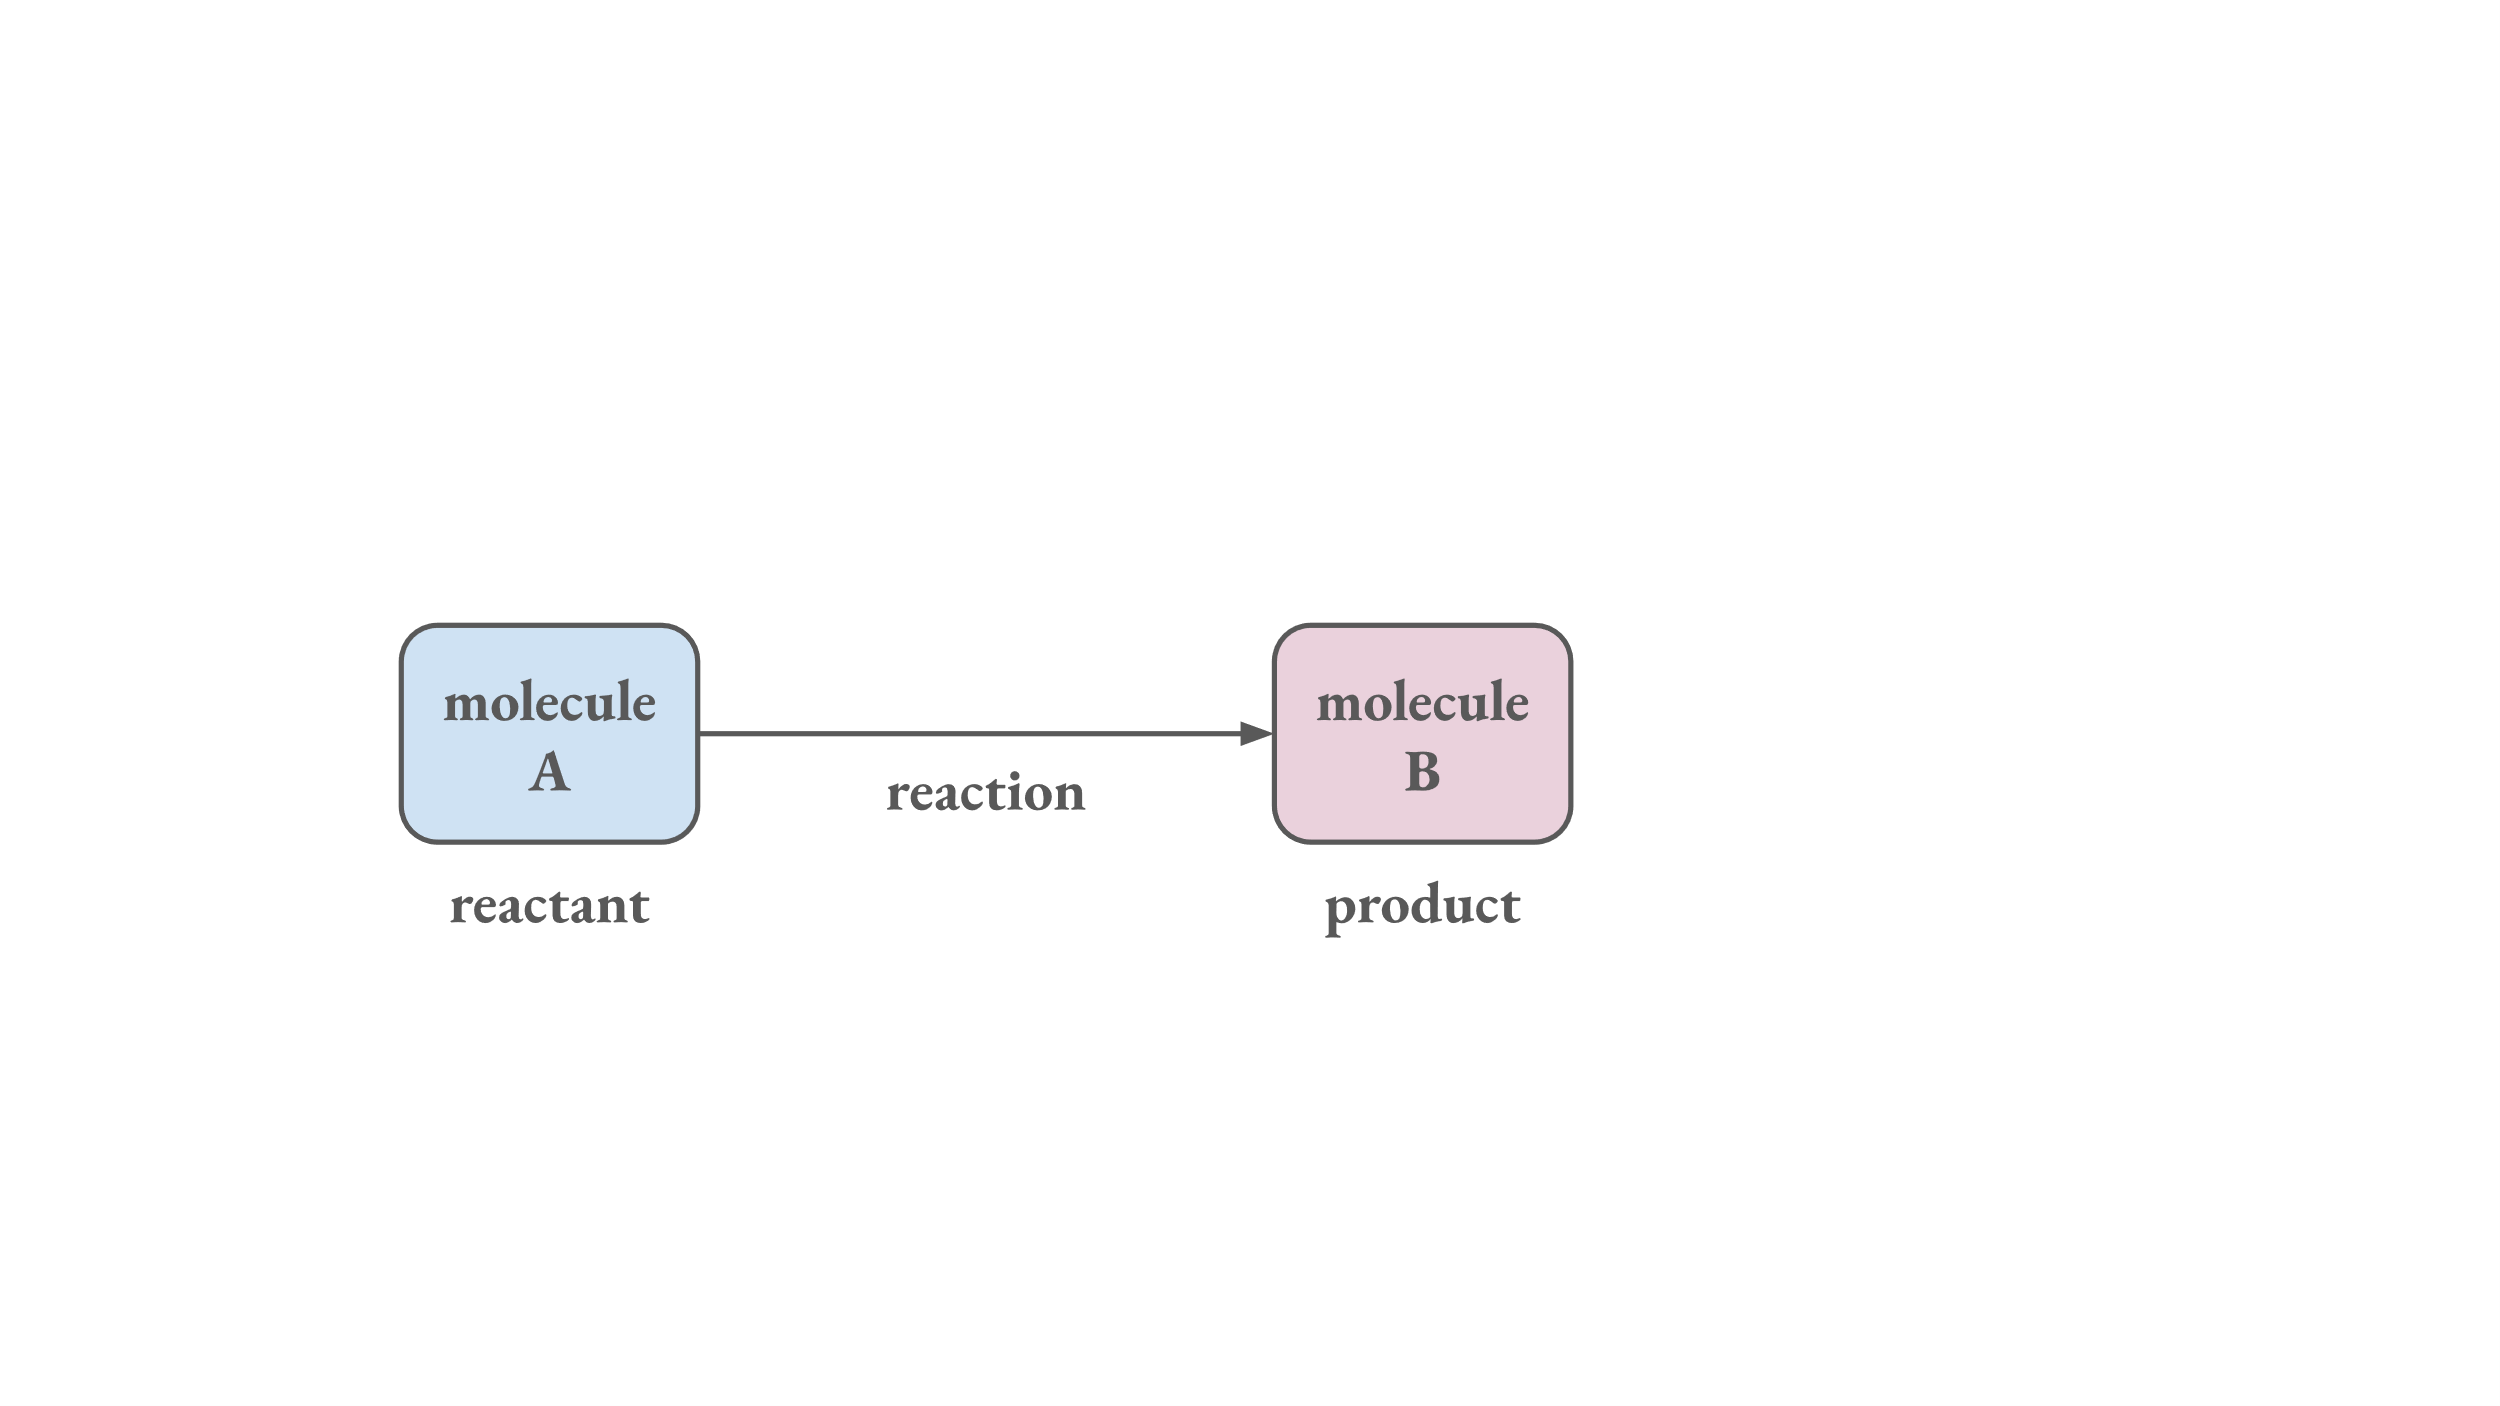 molecule
A
reaction
molecule
B
reactant
product